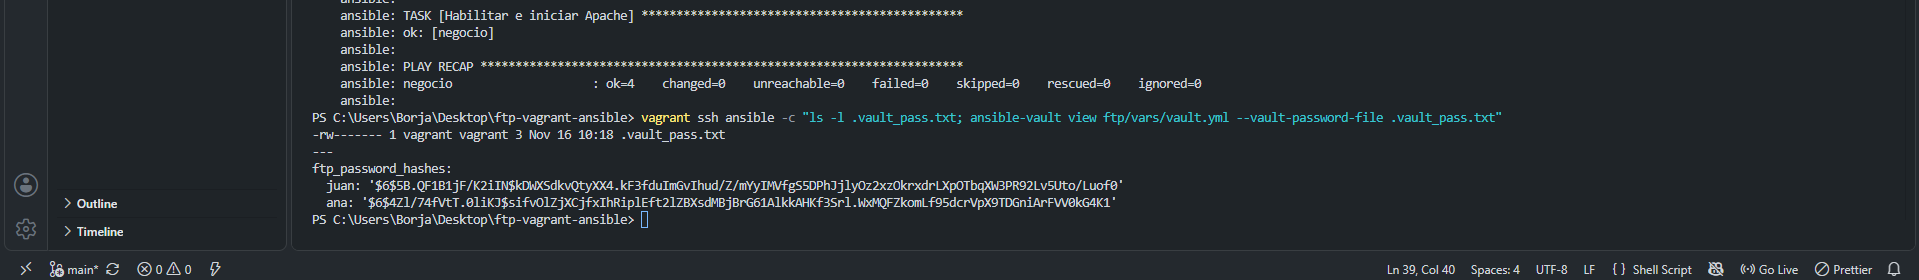 ansible: TASK [Habilitar e iniciar Apache] **********************************************
ansible: ok: [negocio]
ansible:
ansible: PLAY RECAP *********************************************************************
ansible: negocio                    : ok=4    changed=0    unreachable=0    failed=0    skipped=0    rescued=0    ignored=0
ansible:
PS C:\Users\Borja\Desktop\ftp-vagrant-ansible> vagrant ssh ansible -c "ls -l .vault_pass.txt; ansible-vault view ftp/vars/vault.yml --vault-password-file .vault_pass.txt"
-rw------- 1 vagrant vagrant 3 Nov 16 10:18 .vault_pass.txt
---
ftp_password_hashes:
  juan: '$6$5B.QF1B1jF/K2iIN$kDWXSdkvQtyXX4.kF3fduImGvIhud/Z/mYyIMVfgS5DPhJjlyOz2xzOkrxdrLXpOTbqXW3PR92Lv5Uto/Luof0'
  ana: '$6$4Zl/74fVtT.0liKJ$sifvOlZjXCjfxIhRiplEft2lZBXsdMBjBrG61AlkkAHKf3Srl.WxMQFZkomLf95dcrVpX9TDGniArFVV0kG4K1'
PS C:\Users\Borja\Desktop\ftp-vagrant-ansible>
Outline
Timeline
main* 0 0 Ln 39, Col 40 Spaces: 4 UTF-8 LF { } Shell Script Go Live Prettier